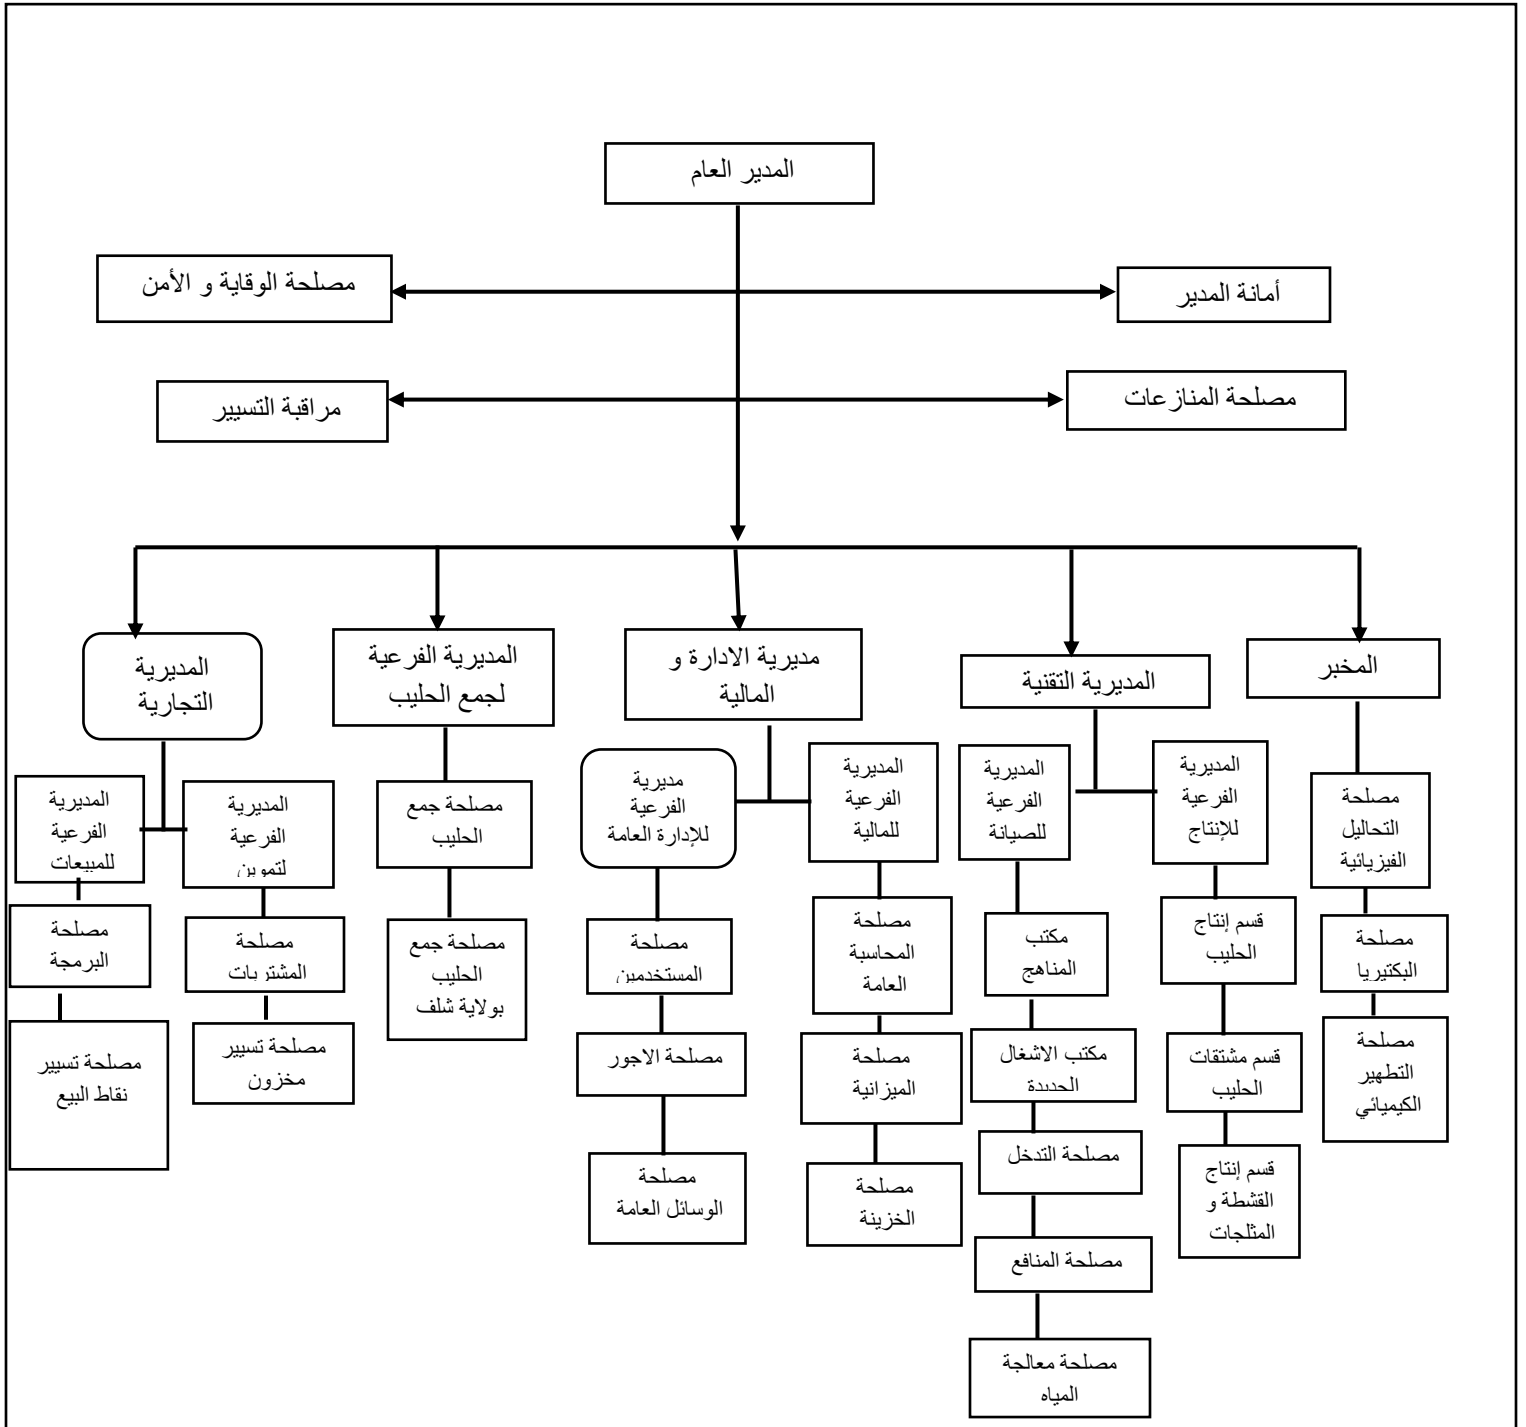 المدير العام
أمانة المدير
مصلحة الوقاية و الأمن
مصلحة المنازعات
مراقبة التسيير
المخبر
المديرية التقنية
مديرية الادارة و
المالية
المديرية الفرعية
لجمع الحليب
المديرية
التجارية
مصلحة
التحاليل
الفيزيائية
مصلحة
البكتيريا
مصلحة
التطهير
الكيميائي
المديرية
الفرعية
للإنتاج
قسم إنتاج
الحليب
قسم مشتقات
الحليب
قسم إنتاج
القشطة و
المثلجات
المديرية
الفرعية
للصيانة
مكتب
المناهج
مكتب الاشغال
الجديدة
مصلحة التدخل
مصلحة المنافع
مصلحة معالجة
المياه
المديرية
الفرعية
للمالية
مصلحة
المحاسبة
العامة
مصلحة
الميزانية
مصلحة
الخزينة
مديرية
الفرعية
للإدارة العامة
مصلحة
المستخدمين
مصلحة الاجور
مصلحة
الوسائل العامة
مصلحة جمع
الحليب
مصلحة جمع
الحليب
بولاية شلف
المديرية
الفرعية
لتموين
مصلحة
المشتريات
مصلحة تسيير
مخزون
المديرية
الفرعية
للمبيعات
مصلحة
البرمجة
مصلحة تسيير
نقاط البيع